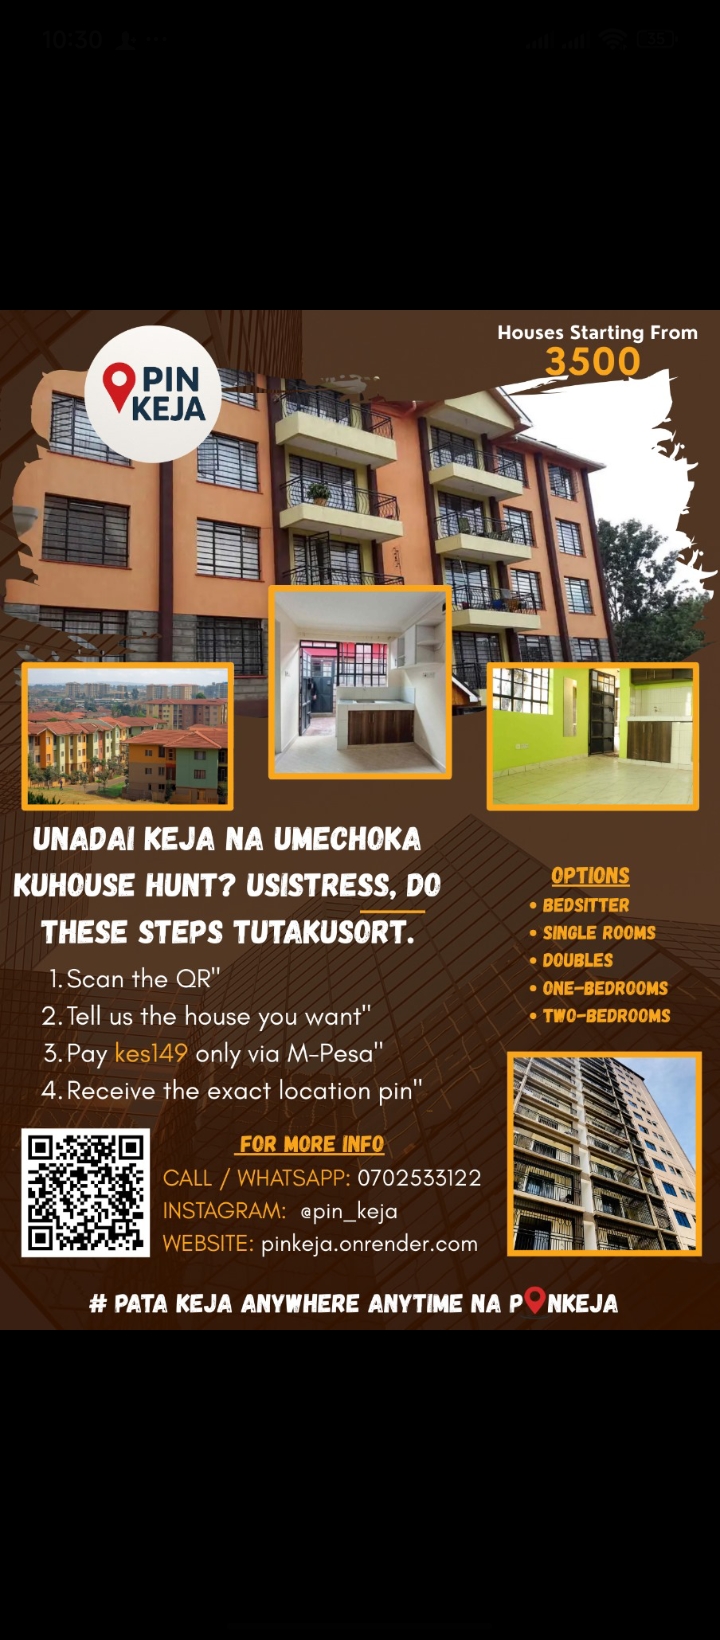 10:30
35
Houses Starting From
3500
PIN
KEJA
UNADAI KEJA NA UMECHOKA
KUHOUSE HUNT? USISTRESS, DO
THESE STEPS TUTAKUSORT.
1. Scan the QR"
2. Tell us the house you want"
3. Pay kes149 only via M-Pesa"
4. Receive the exact location pin"
OPTIONS
• BEDSITTER
• SINGLE ROOMS
• DOUBLES
• ONE-BEDROOMS
• TWO-BEDROOMS
FOR MORE INFO
CALL / WHATSAPP: 0702533122
INSTAGRAM: @pin_keja
WEBSITE: pinkeja.onrender.com
# PATA KEJA ANYWHERE ANYTIME NA P NKEJA